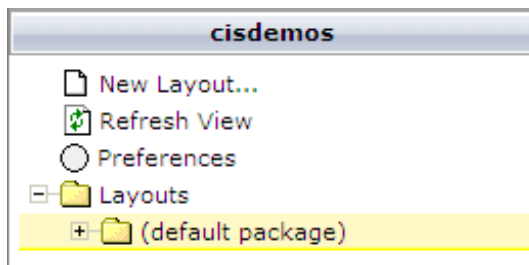 cisdemos
New Layout...
Refresh View
Preferences
Layouts
(default package)